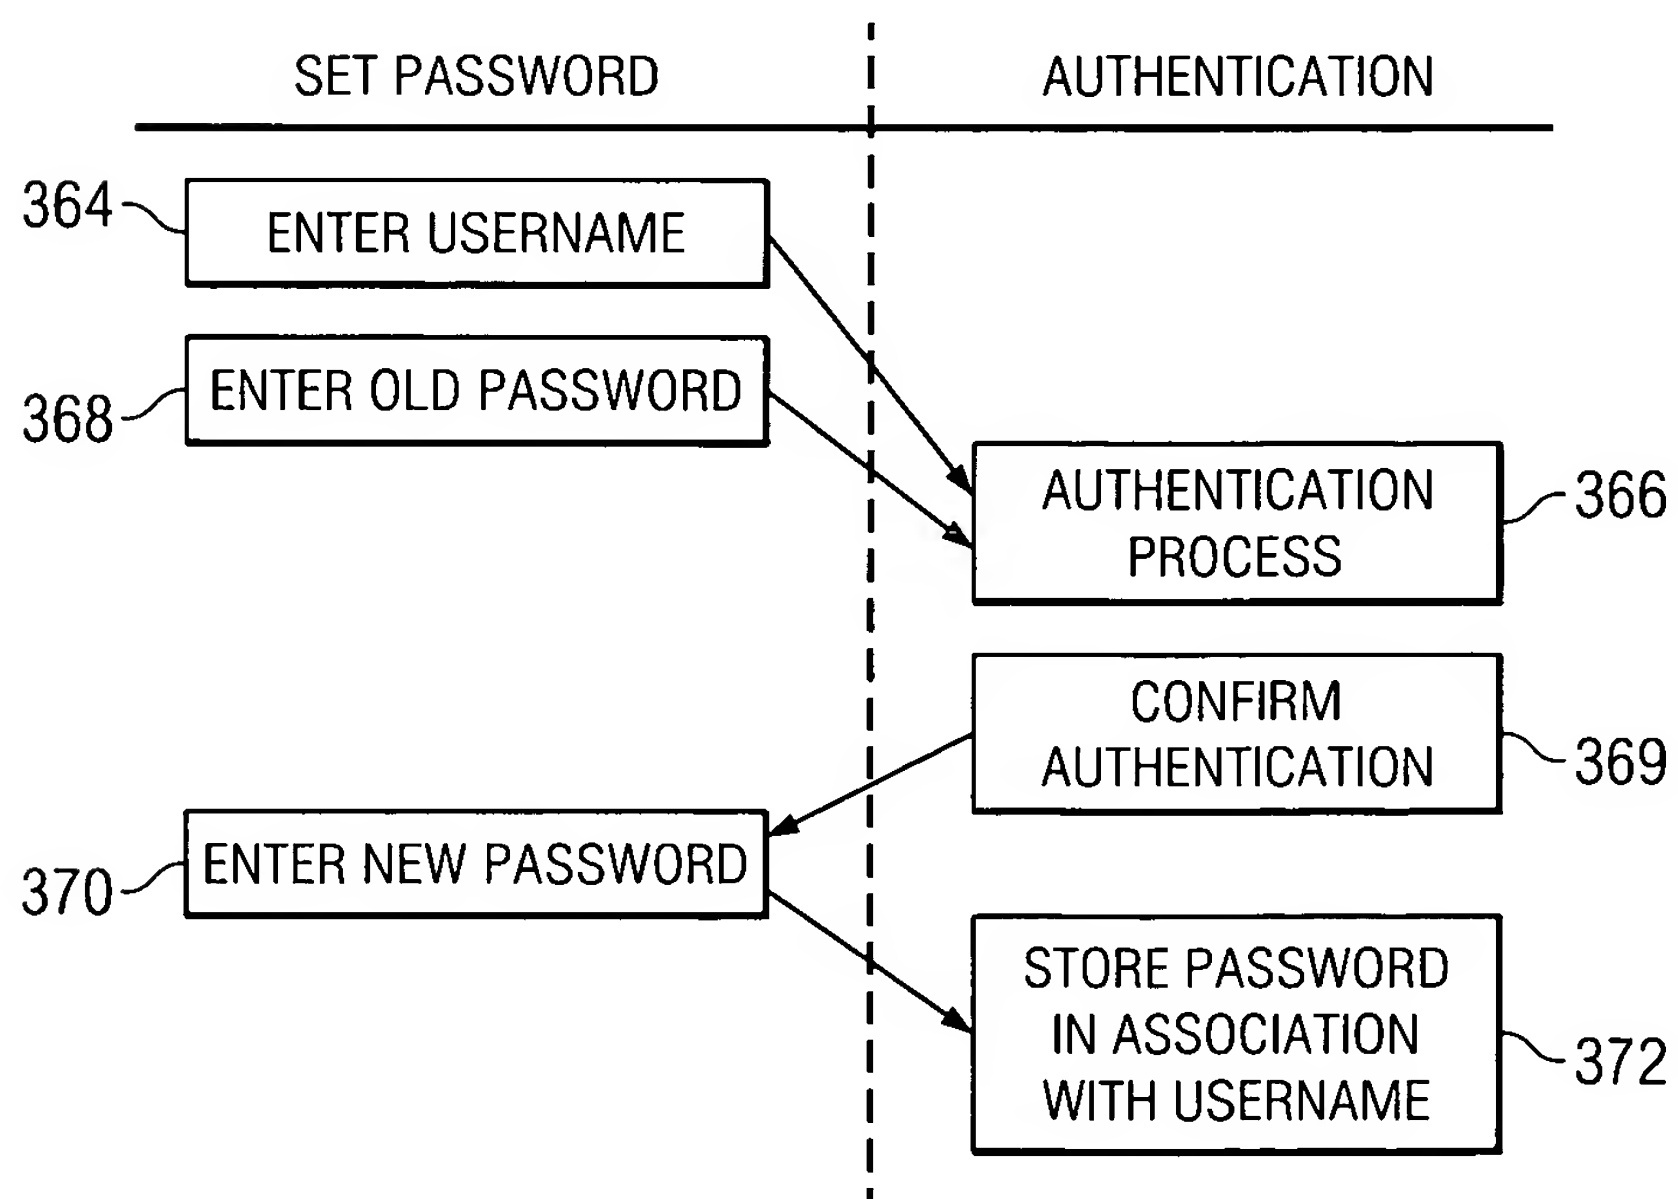 SET PASSWORD
AUTHENTICATION
364
ENTER USERNAME
368
ENTER OLD PASSWORD
AUTHENTICATION
PROCESS
366
CONFIRM
AUTHENTICATION
369
370
ENTER NEW PASSWORD
STORE PASSWORD
IN ASSOCIATION
WITH USERNAME
372